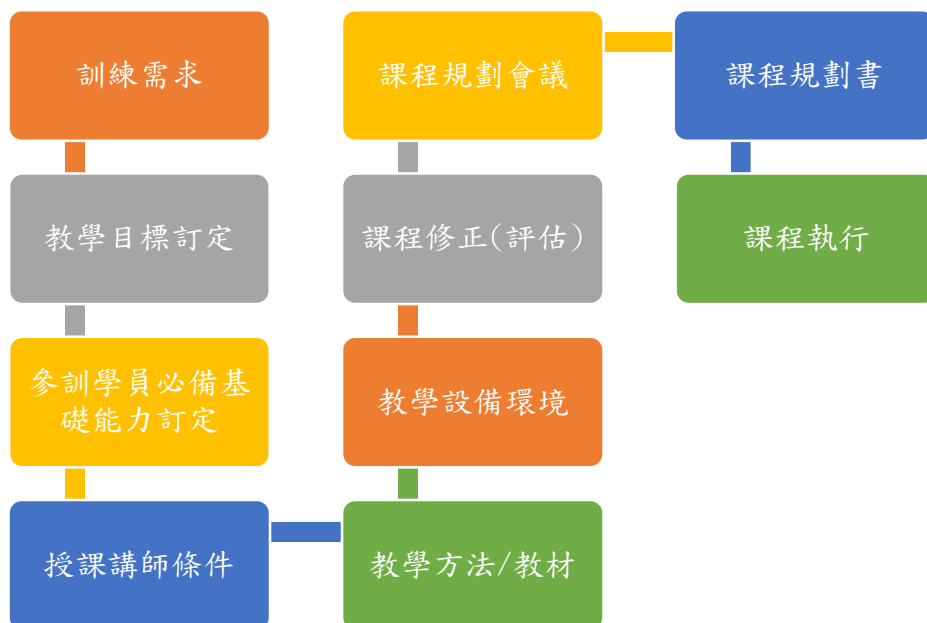 訓練需求
教學目標訂定
參訓學員必備基
礎能力訂定
授課講師條件
教學方法/教材
教學設備環境
課程修正(評估)
課程規劃會議
課程規劃書
課程執行